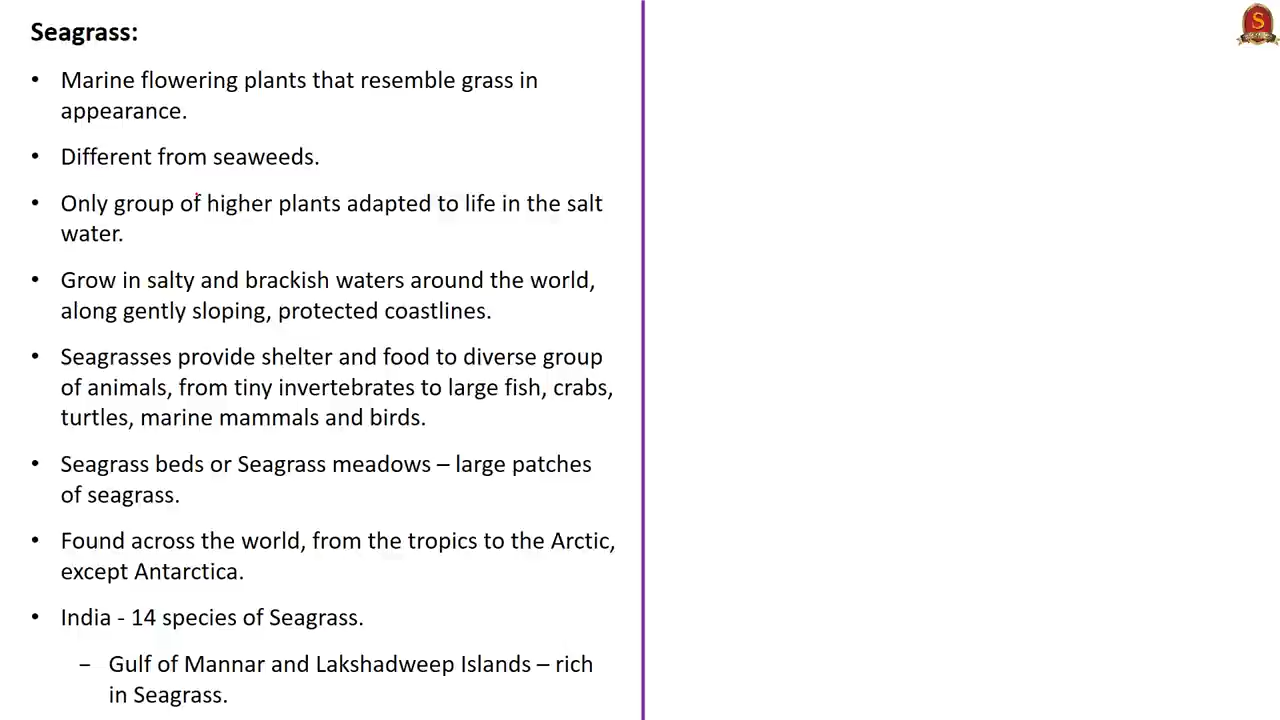 Seagrass:
• Marine flowering plants that resemble grass in
appearance.
• Different from seaweeds.
• Only group of higher plants adapted to life in the salt
water.
• Grow in salty and brackish waters around the world,
along gently sloping, protected coastlines.
• Seagrasses provide shelter and food to diverse group
of animals, from tiny invertebrates to large fish, crabs,
turtles, marine mammals and birds.
• Seagrass beds or Seagrass meadows – large patches
of seagrass.
• Found across the world, from the tropics to the Arctic,
except Antarctica.
• India - 14 species of Seagrass.
– Gulf of Mannar and Lakshadweep Islands – rich
in Seagrass.
S